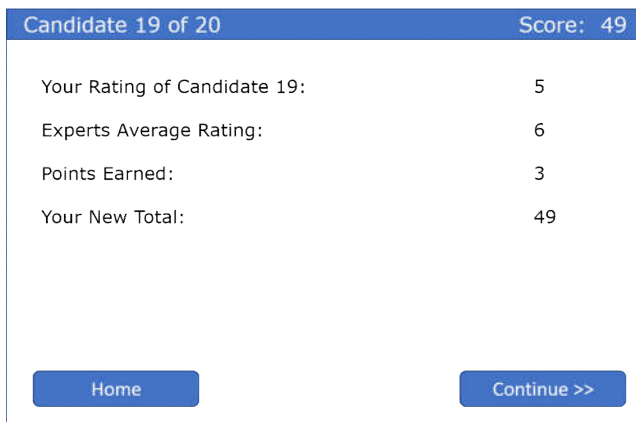 Candidate 19 of 20 Score: 49
Your Rating of Candidate 19: 5
Experts Average Rating: 6
Points Earned: 3
Your New Total: 49
Home Continue >>